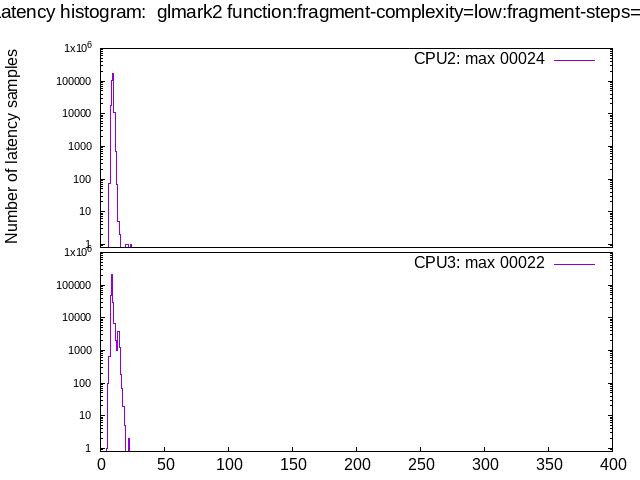 latency histogram: glmark2 function:fragment-complexity=low:fragment-steps=
Number of latency samples
CPU2: max 00024
1x10^6
100000
10000
1000
100
10
1
CPU3: max 00022
1x10^6
100000
10000
1000
100
10
1
0 50 100 150 200 250 300 350 400